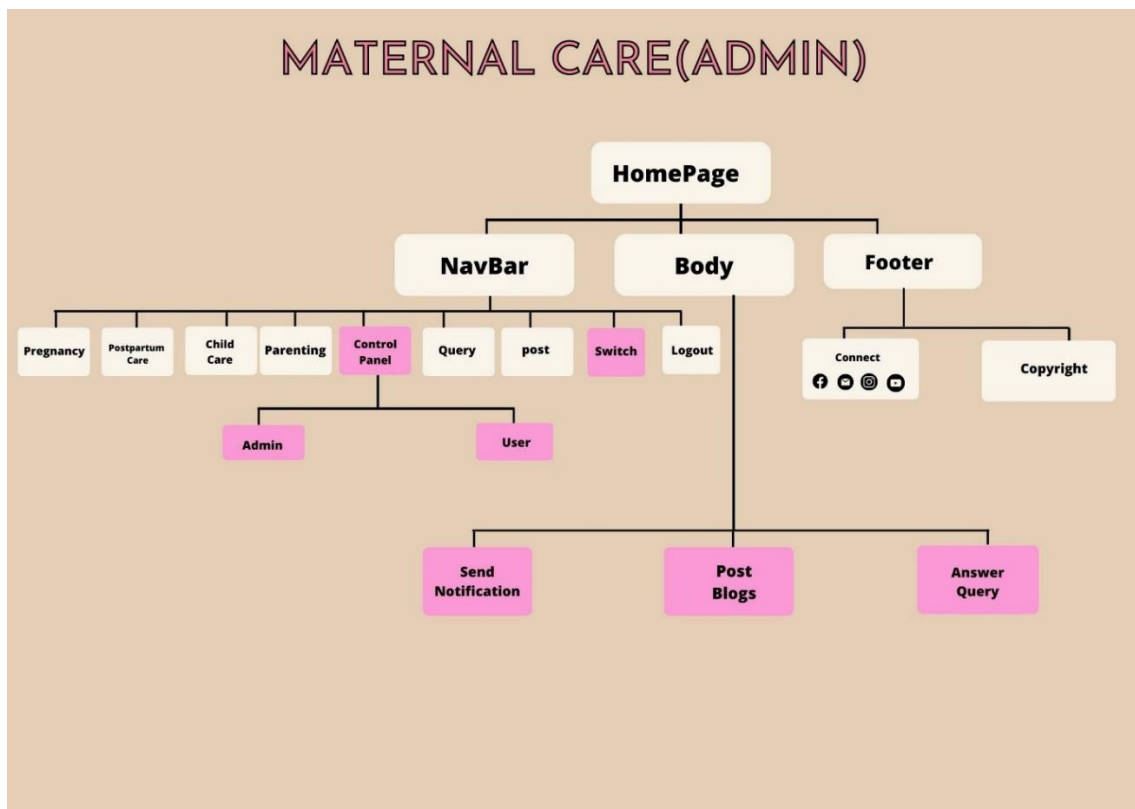 MATERNAL CARE(ADMIN)
HomePage
NavBar
Body
Footer
Pregnancy
Postpartum
Care
Child
Care
Parenting
Control
Panel
Query
post
Switch
Logout
Connect
Copyright
Admin
User
Send
Notification
Post
Blogs
Answer
Query